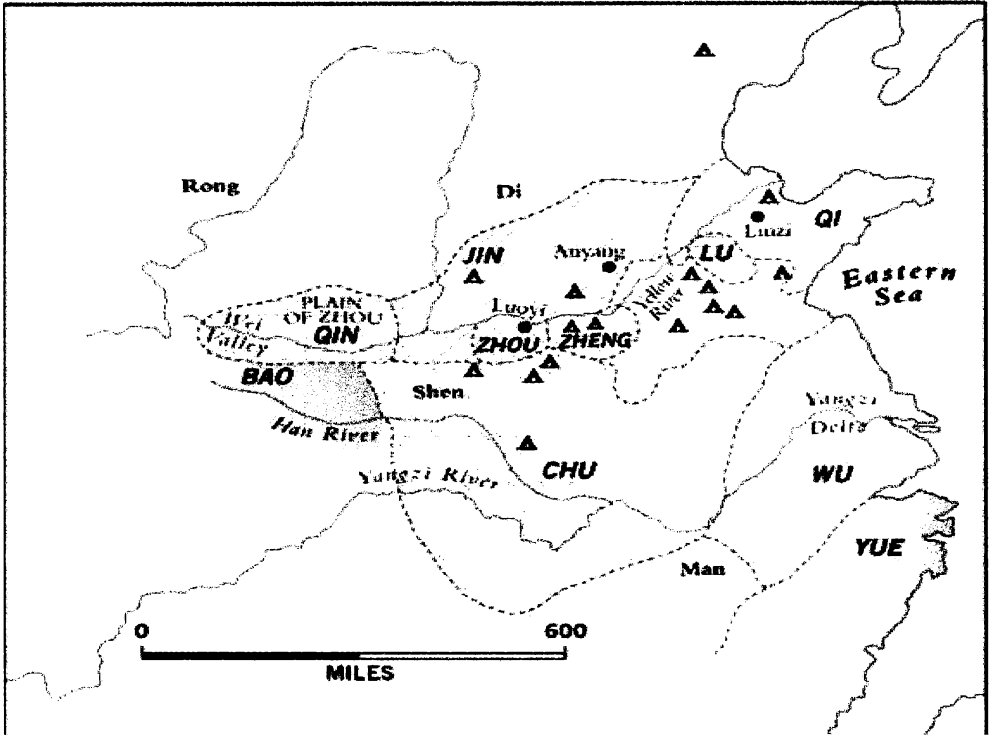 Rong
Di
QI
Linzi
LU
JIN
Anyang
Eastern
Sea
Yellow
River
PLAIN
OF ZHOU
Luoyi
Wei
Valley
QIN
ZHOU
ZHENG
BAO
Shen
Han River
Yangzi
Delta
CHU
Yangzi River
WU
YUE
Man
0 600
MILES